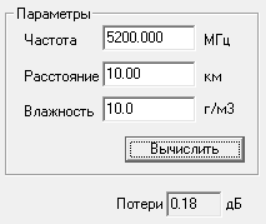 Параметры
Частота 5200.000 МГц
Расстояние 10.00 км
Влажность 10.0 г/м3
Вычислить
Потери 0.18 дБ